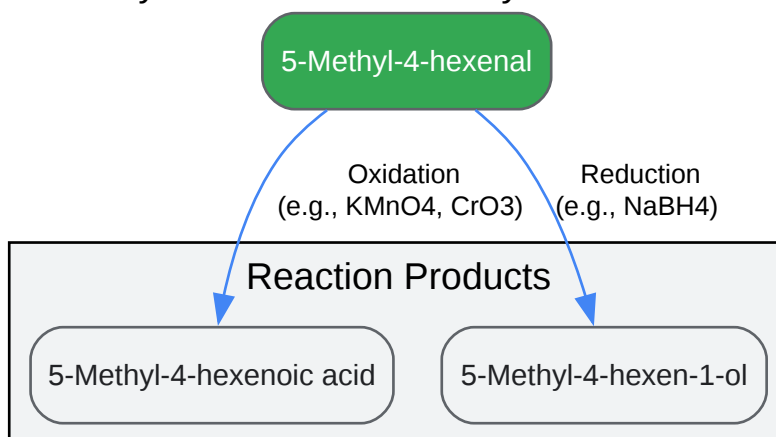 5-Methyl-4-hexenal
Oxidation
(e.g., KMnO4, CrO3)
Reduction
(e.g., NaBH4)
Reaction Products
5-Methyl-4-hexenoic acid
5-Methyl-4-hexen-1-ol